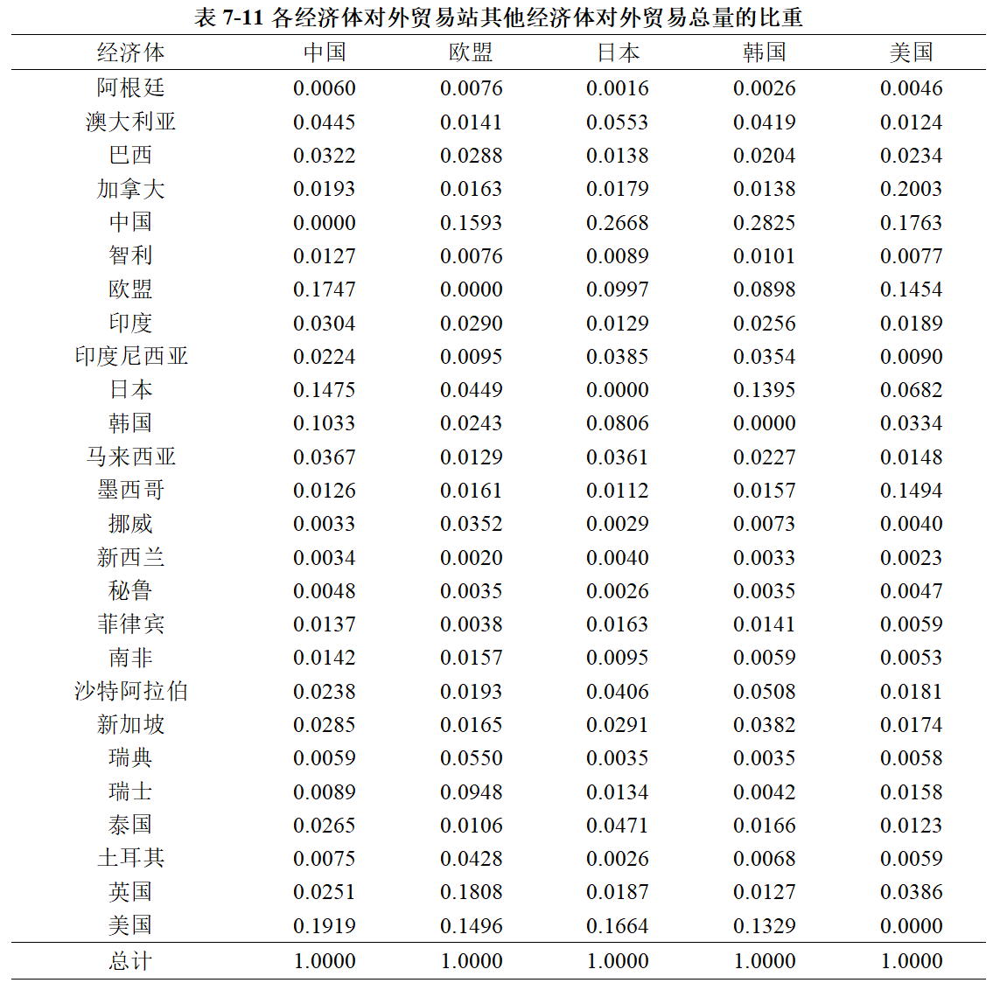 表 7-11 各经济体对外贸易站其他经济体对外贸易总量的比重
经济体 中国 欧盟 日本 韩国 美国
阿根廷 0.0060 0.0076 0.0016 0.0026 0.0046
澳大利亚 0.0445 0.0141 0.0553 0.0419 0.0124
巴西 0.0322 0.0288 0.0138 0.0204 0.0234
加拿大 0.0193 0.0163 0.0179 0.0138 0.2003
中国 0.0000 0.1593 0.2668 0.2825 0.1763
智利 0.0127 0.0076 0.0089 0.0101 0.0077
欧盟 0.1747 0.0000 0.0997 0.0898 0.1454
印度 0.0304 0.0290 0.0129 0.0256 0.0189
印度尼西亚 0.0224 0.0095 0.0385 0.0354 0.0090
日本 0.1475 0.0449 0.0000 0.1395 0.0682
韩国 0.1033 0.0243 0.0806 0.0000 0.0334
马来西亚 0.0367 0.0129 0.0361 0.0227 0.0148
墨西哥 0.0126 0.0161 0.0112 0.0157 0.1494
挪威 0.0033 0.0352 0.0029 0.0073 0.0040
新西兰 0.0034 0.0020 0.0040 0.0033 0.0023
秘鲁 0.0048 0.0035 0.0026 0.0035 0.0047
菲律宾 0.0137 0.0038 0.0163 0.0141 0.0059
南非 0.0142 0.0157 0.0095 0.0059 0.0053
沙特阿拉伯 0.0238 0.0193 0.0406 0.0508 0.0181
新加坡 0.0285 0.0165 0.0291 0.0382 0.0174
瑞典 0.0059 0.0550 0.0035 0.0035 0.0058
瑞士 0.0089 0.0948 0.0134 0.0042 0.0158
泰国 0.0265 0.0106 0.0471 0.0166 0.0123
土耳其 0.0075 0.0428 0.0026 0.0068 0.0059
英国 0.0251 0.1808 0.0187 0.0127 0.0386
美国 0.1919 0.1496 0.1664 0.1329 0.0000
总计 1.0000 1.0000 1.0000 1.0000 1.0000